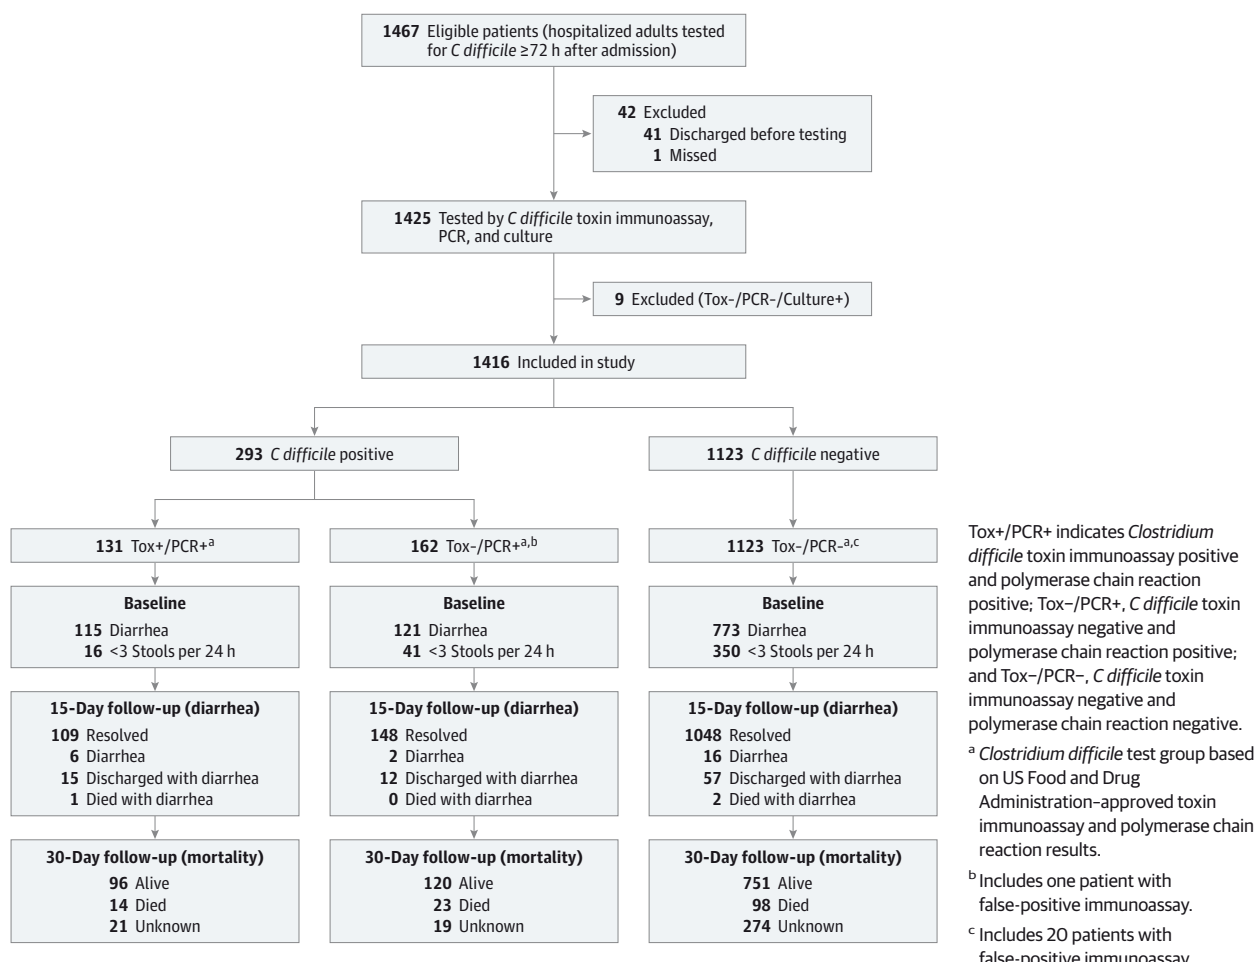 1467 Eligible patients (hospitalized adults tested
for C difficile ≥72 h after admission)
42 Excluded
41 Discharged before testing
1 Missed
1425 Tested by C difficile toxin immunoassay,
PCR, and culture
9 Excluded (Tox-/PCR-/Culture+)
1416 Included in study
293 C difficile positive
1123 C difficile negative
131 Tox+/PCR+a
162 Tox-/PCR+a,b
1123 Tox-/PCR-a,c
Baseline
115 Diarrhea
16 <3 Stools per 24 h
Baseline
121 Diarrhea
41 <3 Stools per 24 h
Baseline
773 Diarrhea
350 <3 Stools per 24 h
15-Day follow-up (diarrhea)
109 Resolved
6 Diarrhea
15 Discharged with diarrhea
1 Died with diarrhea
15-Day follow-up (diarrhea)
148 Resolved
2 Diarrhea
12 Discharged with diarrhea
0 Died with diarrhea
15-Day follow-up (diarrhea)
1048 Resolved
16 Diarrhea
57 Discharged with diarrhea
2 Died with diarrhea
30-Day follow-up (mortality)
96 Alive
14 Died
21 Unknown
30-Day follow-up (mortality)
120 Alive
23 Died
19 Unknown
30-Day follow-up (mortality)
751 Alive
98 Died
274 Unknown
Tox+/PCR+ indicates Clostridium
difficile toxin immunoassay positive
and polymerase chain reaction
positive; Tox−/PCR+, C difficile toxin
immunoassay negative and
polymerase chain reaction positive;
and Tox−/PCR−, C difficile toxin
immunoassay negative and
polymerase chain reaction negative.
a Clostridium difficile test group based
on US Food and Drug
Administration–approved toxin
immunoassay and polymerase chain
reaction results.
b Includes one patient with
false-positive immunoassay.
c Includes 20 patients with
false-positive immunoassay